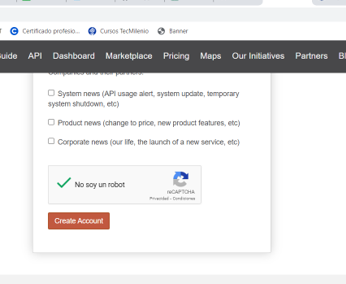 Certificado profesio...
Cursos TecMilenio
Banner
uide API Dashboard Marketplace Pricing Maps Our Initiatives Partners Bl
Companies and their partners.
System news (API usage alert, system update, temporary
system shutdown, etc)
Product news (change to price, new product features, etc)
Corporate news (our life, the launch of a new service, etc)
No soy un robot
reCAPTCHA
Privacidad - Condiciones
Create Account